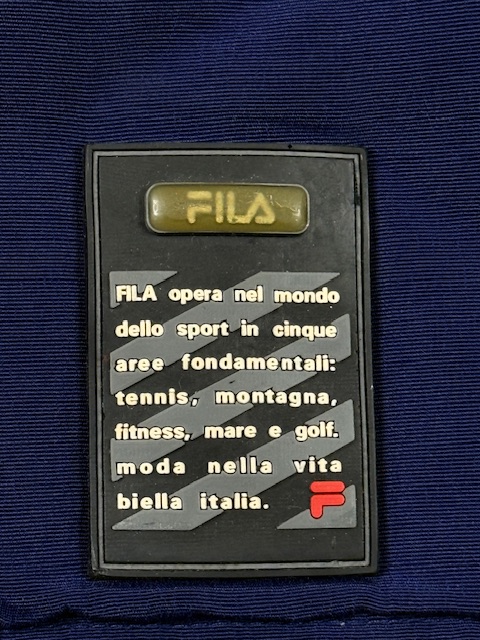 FILA
FILA opera nel mondo
dello sport in cinque
aree fondamentali:
tennis, montagna,
fitness, mare e golf.
moda nella vita
biella italia.
F